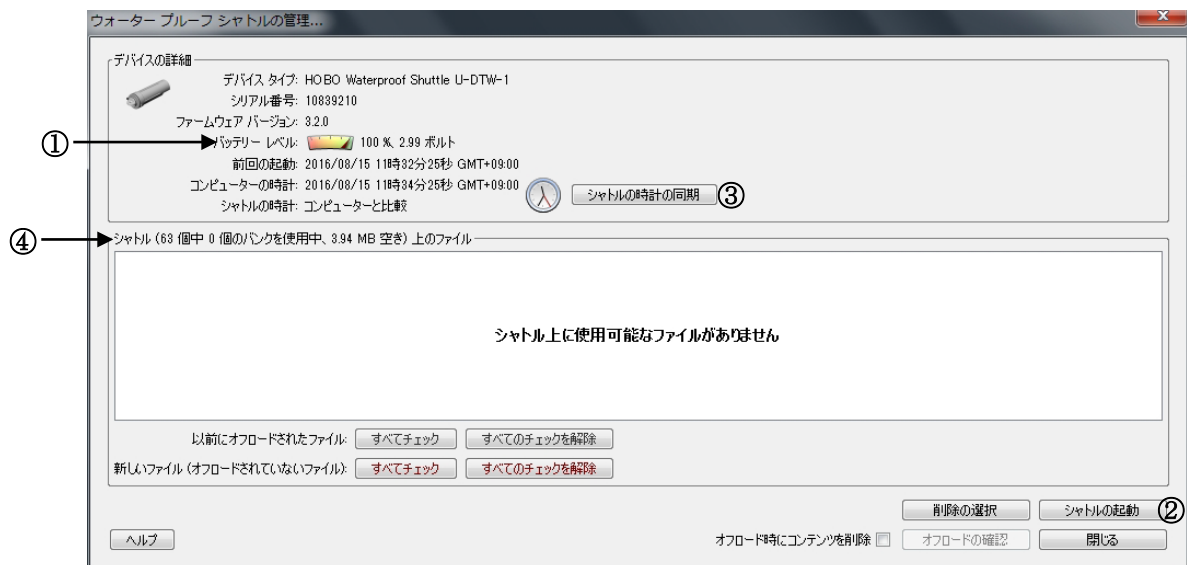 ウォーター プルーフ シャトルの管理...
デバイスの詳細
デバイス タイプ: HOBO Waterproof Shuttle U-DTW-1
シリアル番号: 10839210
ファームウェア バージョン: 3.2.0
① バッテリー レベル: 100 %、2.99 ボルト
前回の起動: 2016/08/15 11時32分25秒 GMT+09:00
コンピューターの時計: 2016/08/15 11時34分25秒 GMT+09:00
シャトルの時計の同期 ③
シャトルの時計: コンピューターと比較
④ シャトル (63 個中 0 個のバンクを使用中、3.94 MB 空き) 上のファイル
シャトル上に使用可能なファイルがありません
以前にオフロードされたファイル: すべてチェック すべてのチェックを解除
新しいファイル (オフロードされていないファイル): すべてチェック すべてのチェックを解除
削除の選択 シャトルの起動 ②
ヘルプ オフロード時にコンテンツを削除 オフロードの確認 閉じる